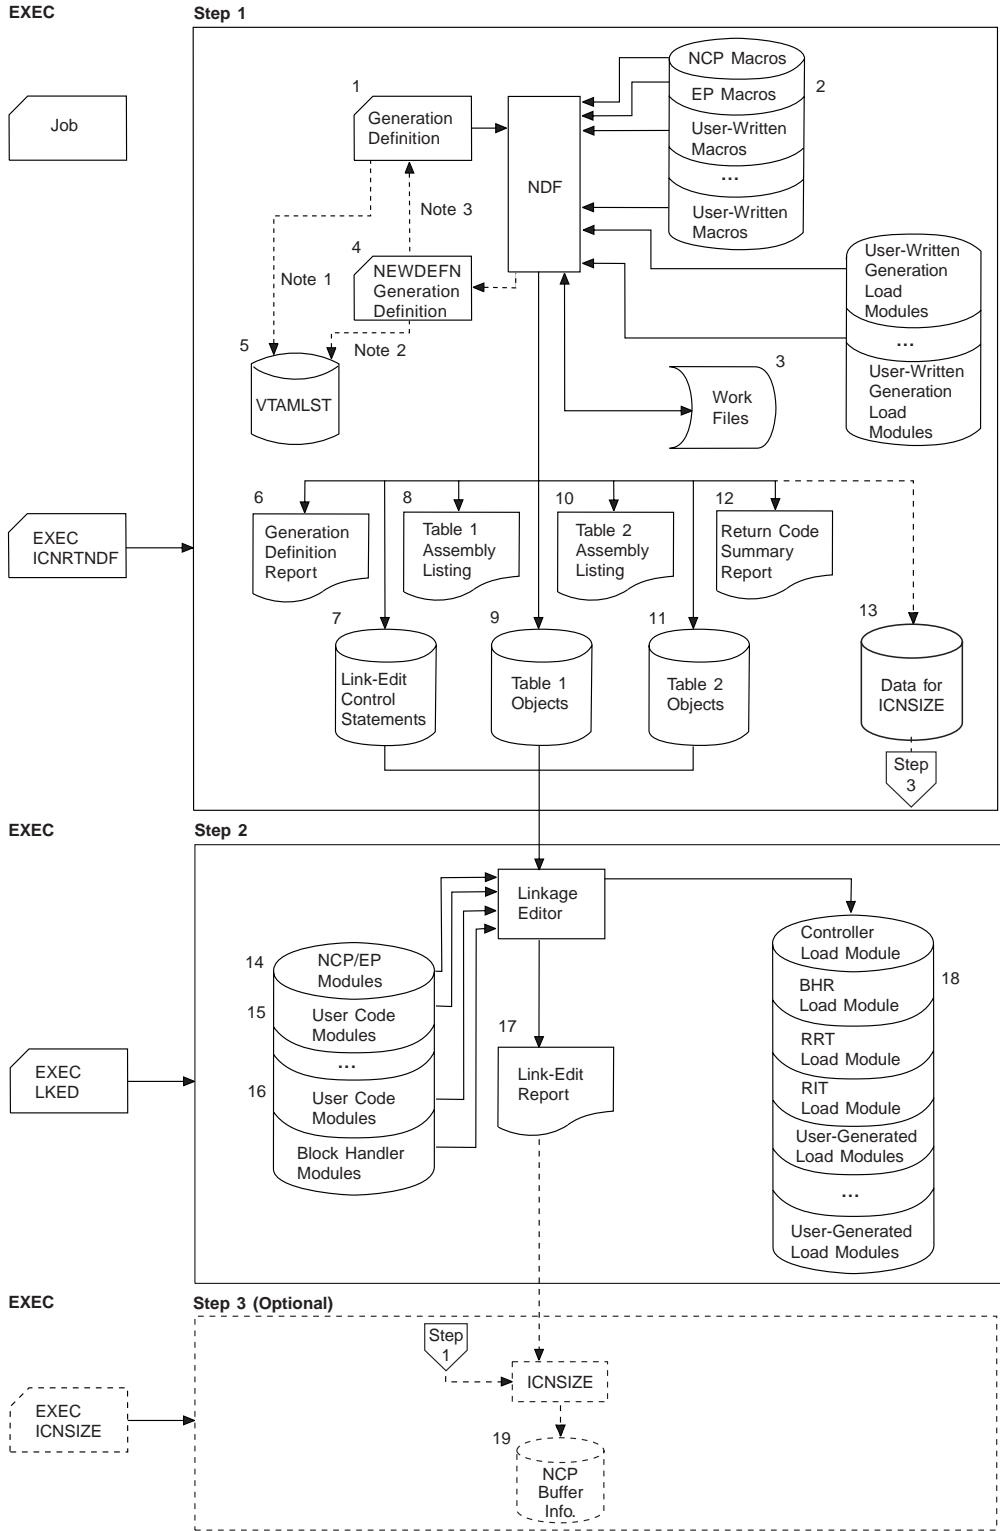 EXEC
Step 1
Job
1
Generation
Definition
NDF
NCP Macros
EP Macros
User-Written
Macros
...
User-Written
Macros
2
Note 3
4
NEWDEFN
Generation
Definition
Note 1
Note 2
5
VTAMLST
User-Written
Generation
Load
Modules
...
User-Written
Generation
Load
Modules
3
Work
Files
EXEC
ICNRTNDF
6
Generation
Definition
Report
8
Table 1
Assembly
Listing
10
Table 2
Assembly
Listing
12
Return Code
Summary
Report
7
Link-Edit
Control
Statements
9
Table 1
Objects
11
Table 2
Objects
13
Data for
ICNSIZE
Step
3
EXEC
Step 2
Linkage
Editor
14
NCP/EP
Modules
15
User Code
Modules
...
16
User Code
Modules
Block Handler
Modules
17
Link-Edit
Report
Controller
Load Module
18
BHR
Load Module
RRT
Load Module
RIT
Load Module
User-Generated
Load Modules
...
User-Generated
Load Modules
EXEC
LKED
EXEC
Step 3 (Optional)
Step
1
ICNSIZE
EXEC
ICNSIZE
19
NCP
Buffer
Info.